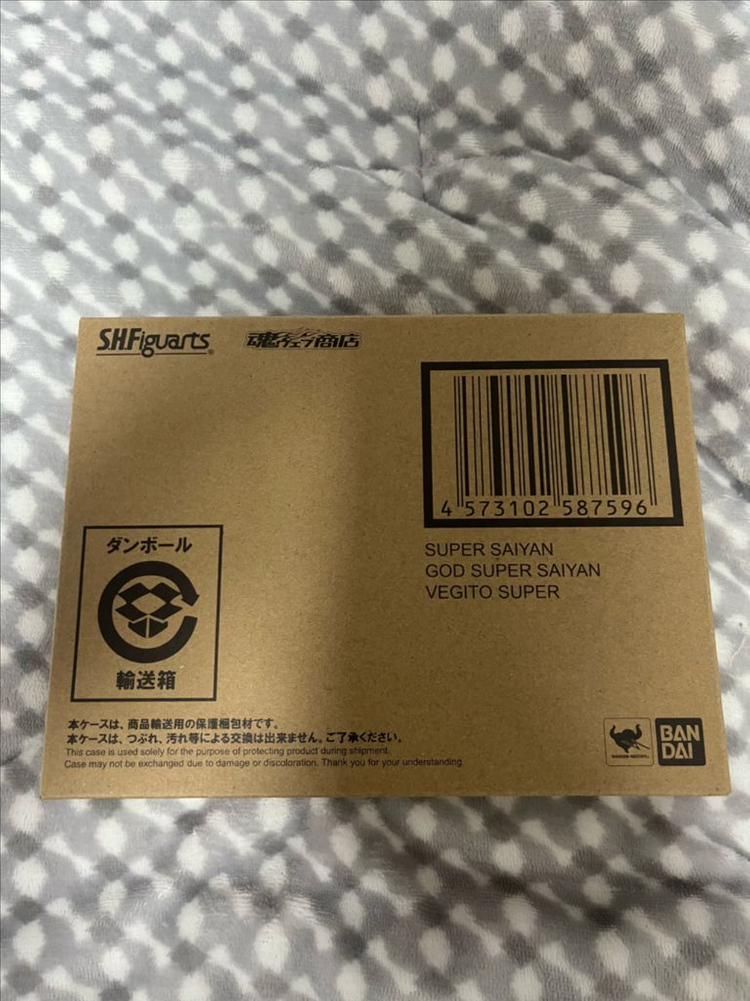 S.H.Figuarts
魂ウェブ商店
4 573102 587596
SUPER SAIYAN
GOD SUPER SAIYAN
VEGITO SUPER
ダンボール
輸送箱
本ケースは、商品輸送用の保護梱包材です。
本ケースは、つぶれ、汚れ等による交換は出来ません。ご了承ください。
This case is used solely for the purpose of protecting product during shipment.
Case may not be exchanged due to damage or discoloration. Thank you for your understanding.
BAN
DAI